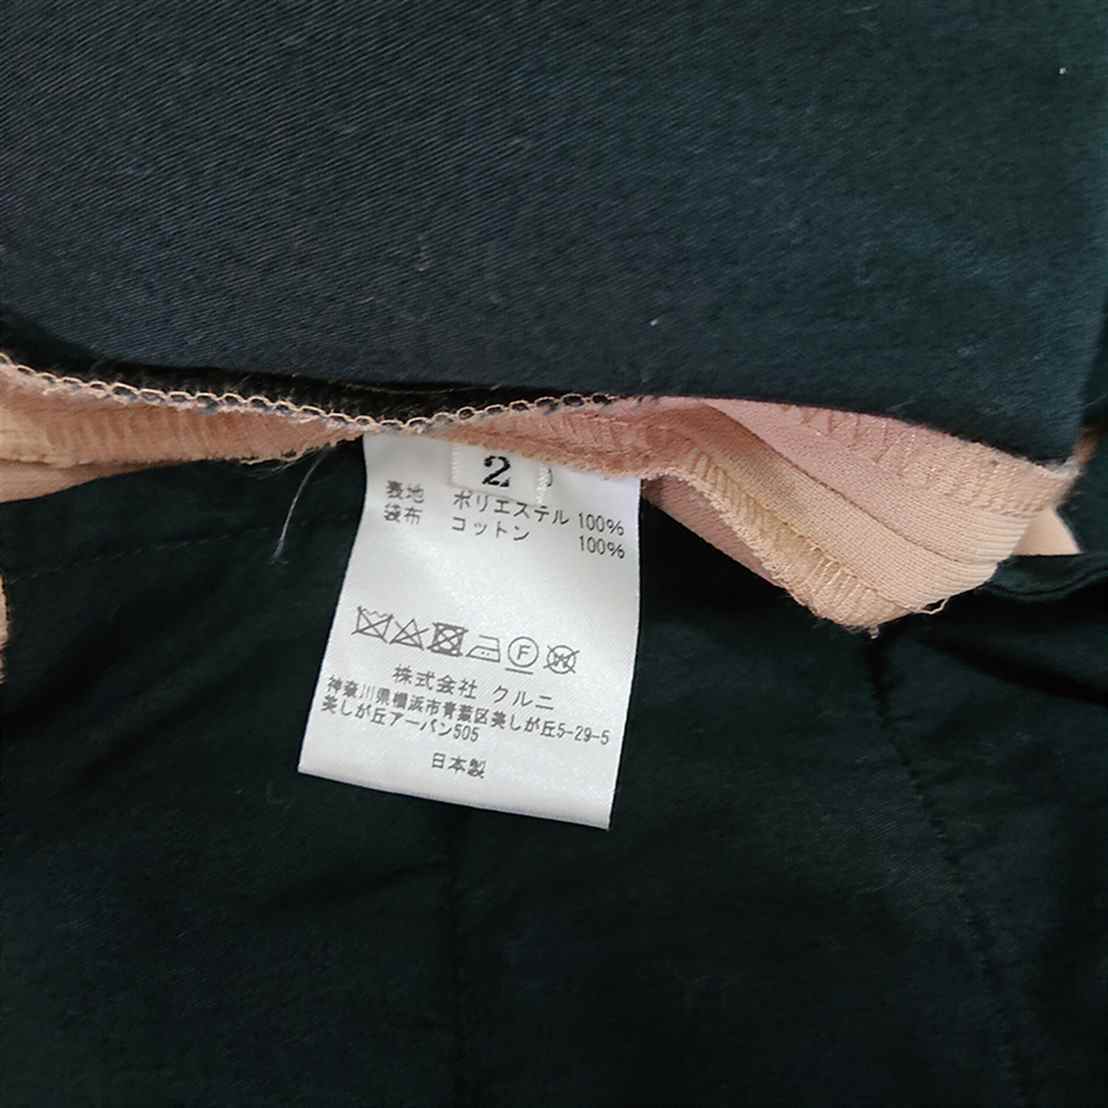 2
表地 ポリエステル 100%
袋布 コットン 100%
F W
株式会社 クルニ
神奈川県横浜市青葉区美しが丘5-29-5
美しが丘アーバン505
日本製